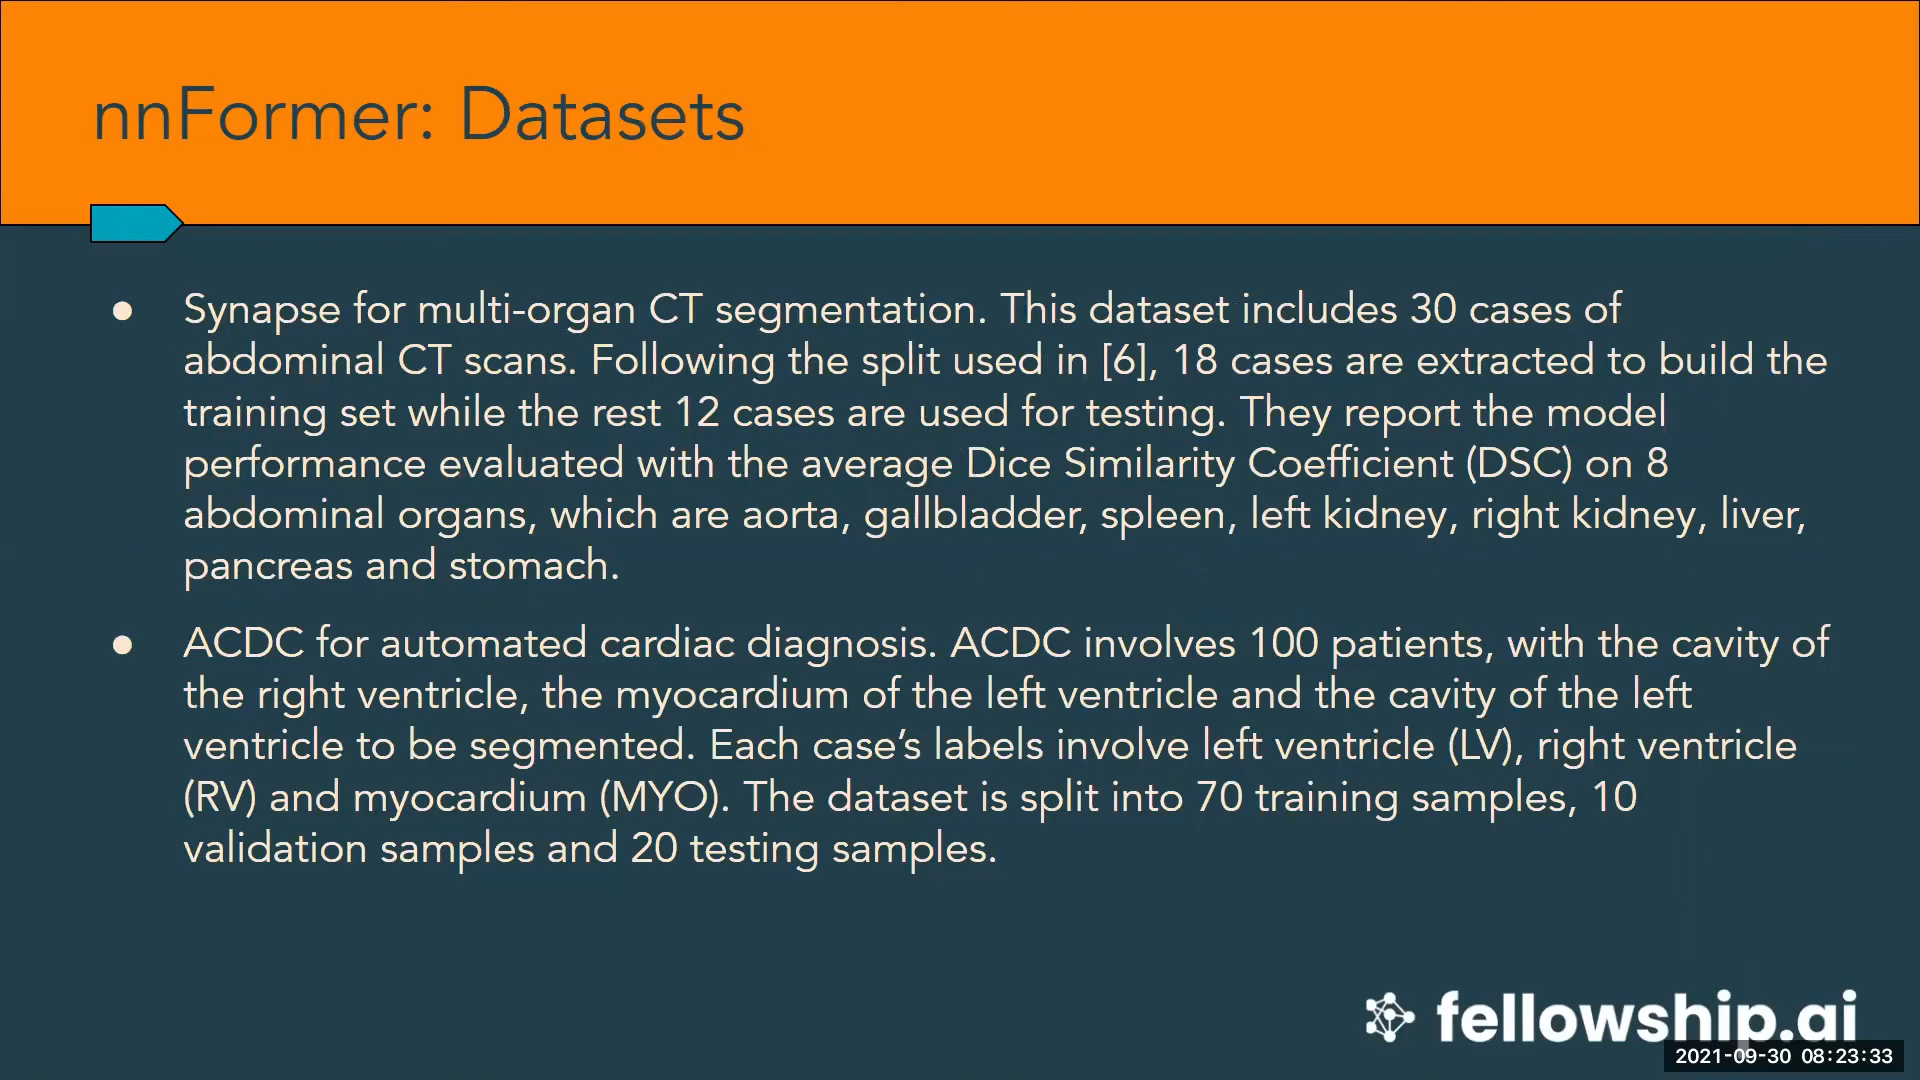 nnFormer: Datasets
● Synapse for multi-organ CT segmentation. This dataset includes 30 cases of
abdominal CT scans. Following the split used in [6], 18 cases are extracted to build the
training set while the rest 12 cases are used for testing. They report the model
performance evaluated with the average Dice Similarity Coefficient (DSC) on 8
abdominal organs, which are aorta, gallbladder, spleen, left kidney, right kidney, liver,
pancreas and stomach.
● ACDC for automated cardiac diagnosis. ACDC involves 100 patients, with the cavity of
the right ventricle, the myocardium of the left ventricle and the cavity of the left
ventricle to be segmented. Each case’s labels involve left ventricle (LV), right ventricle
(RV) and myocardium (MYO). The dataset is split into 70 training samples, 10
validation samples and 20 testing samples.
fellowship.ai
2021-09-30 08:23:33